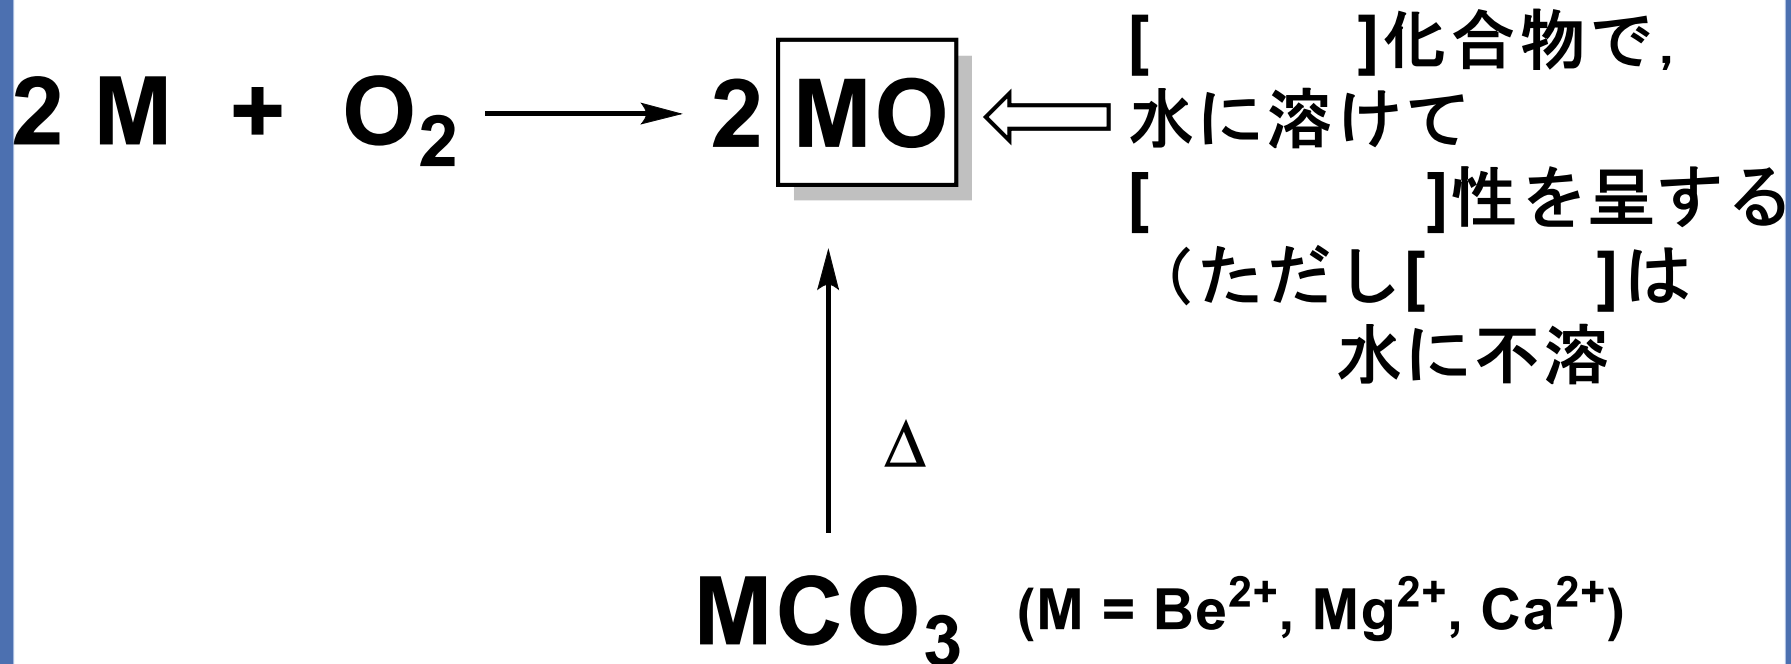 2 M + O₂ ⟶ 2 MO
[ ]化合物で,
水に溶けて
[ ]性を呈する
（ただし[ ]は
水に不溶
Δ
MCO₃ (M = Be²⁺, Mg²⁺, Ca²⁺)